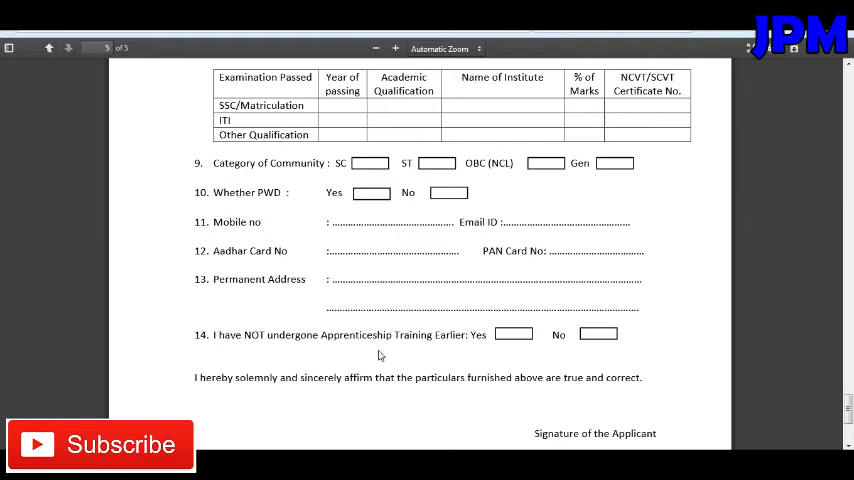 JPM
5 of 5
Automatic Zoom
Examination Passed Year of passing Academic Qualification Name of Institute % of Marks NCVT/SCVT Certificate No.
SSC/Matriculation
ITI
Other Qualification
9. Category of Community : SC ST OBC (NCL) Gen
10. Whether PWD : Yes No
11. Mobile no : ........................................... Email ID :............................................
12. Aadhar Card No :............................................. PAN Card No: .................................
13. Permanent Address : ..............................................................................................................
................................................................................................................
14. I have NOT undergone Apprenticeship Training Earlier: Yes No
I hereby solemnly and sincerely affirm that the particulars furnished above are true and correct.
Subscribe
Signature of the Applicant